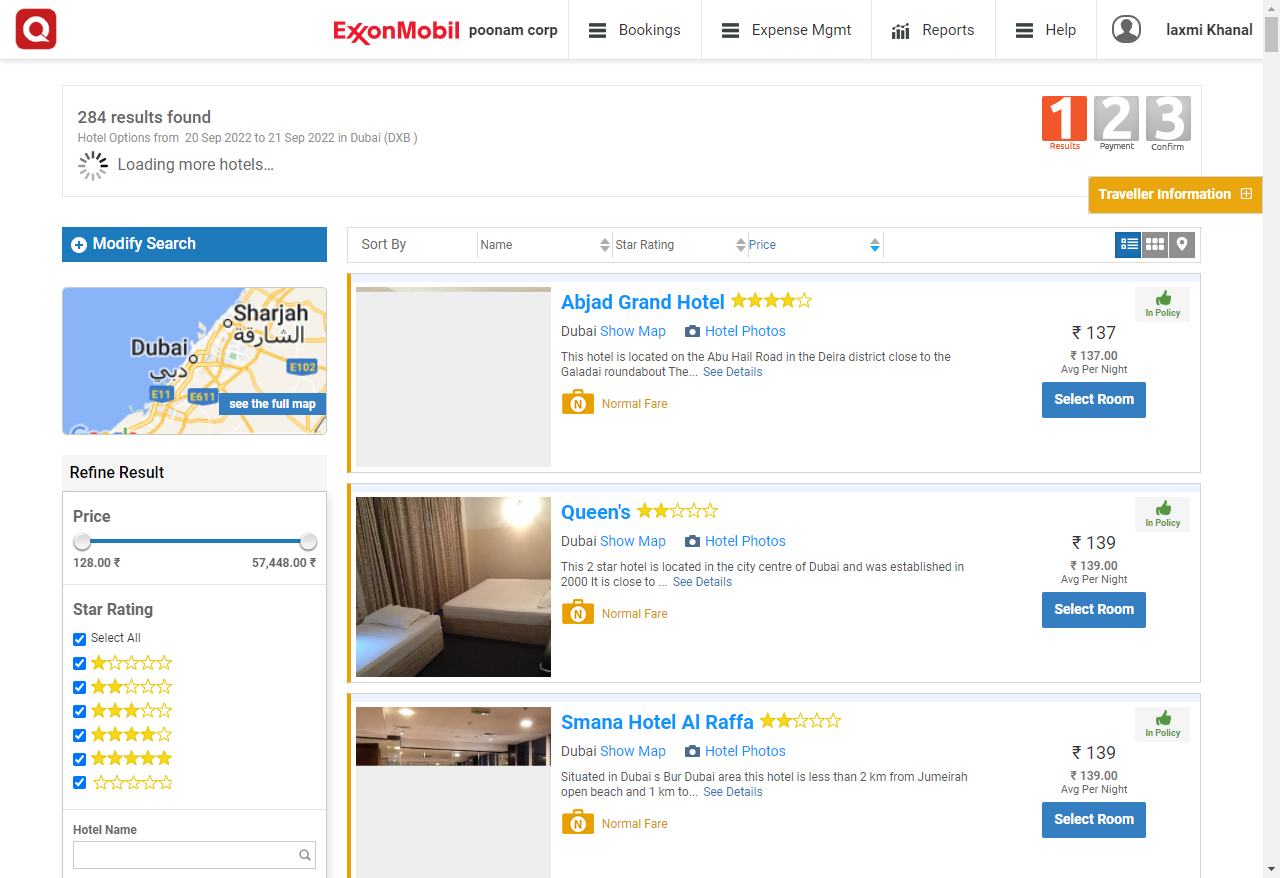 Q
ExxonMobil poonam corp Bookings Expense Mgmt Reports Help laxmi Khanal
284 results found
Hotel Options from 20 Sep 2022 to 21 Sep 2022 in Dubai (DXB )
Loading more hotels...
1 2 3
Results Payment Confirm
Traveller Information
Modify Search
Sort By Name Star Rating Price
Sharjah
الشارقة
Dubai
دبي
E102
E11
E611
see the full map
Google
Refine Result
Price
128.00 ₹ 57,448.00 ₹
Star Rating
Select All
Hotel Name
Abjad Grand Hotel
In Policy
Dubai Show Map Hotel Photos
₹ 137
This hotel is located on the Abu Hail Road in the Deira district close to the
Galadai roundabout The... See Details
₹ 137.00
Avg Per Night
N Normal Fare
Select Room
Queen's
In Policy
Dubai Show Map Hotel Photos
₹ 139
This 2 star hotel is located in the city centre of Dubai and was established in
2000 It is close to ... See Details
₹ 139.00
Avg Per Night
N Normal Fare
Select Room
Smana Hotel Al Raffa
In Policy
Dubai Show Map Hotel Photos
₹ 139
Situated in Dubai s Bur Dubai area this hotel is less than 2 km from Jumeirah
open beach and 1 km to... See Details
₹ 139.00
Avg Per Night
N Normal Fare
Select Room